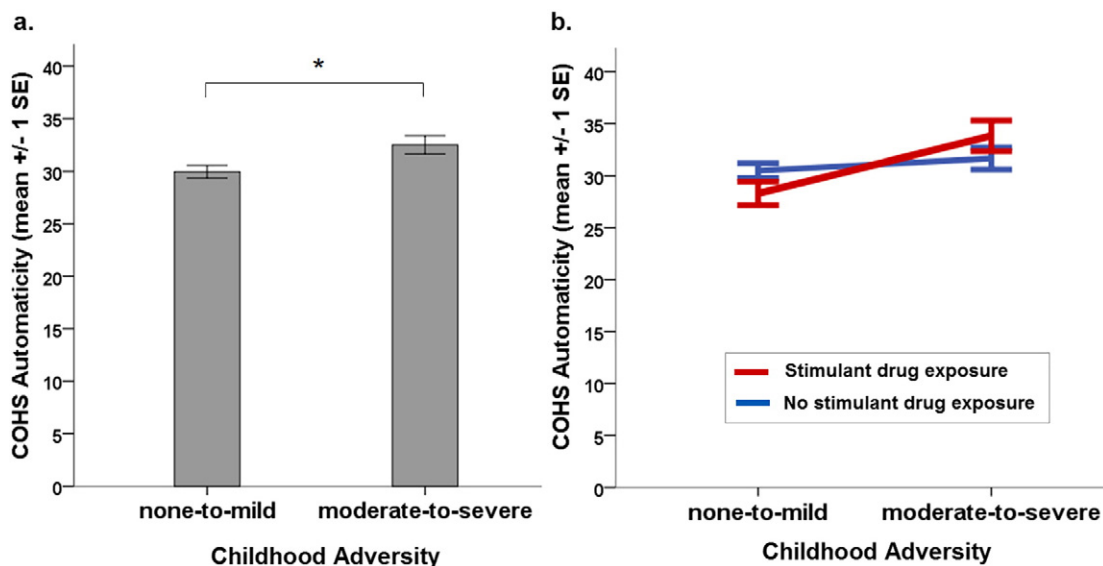 a.
COHS Automaticity (mean +/- 1 SE)
40
35
30
25
20
15
10
5
0
*
none-to-mild
moderate-to-severe
Childhood Adversity
b.
COHS Automaticity (mean +/- 1 SE)
40
35
30
25
20
15
10
5
0
Stimulant drug exposure
No stimulant drug exposure
none-to-mild
moderate-to-severe
Childhood Adversity